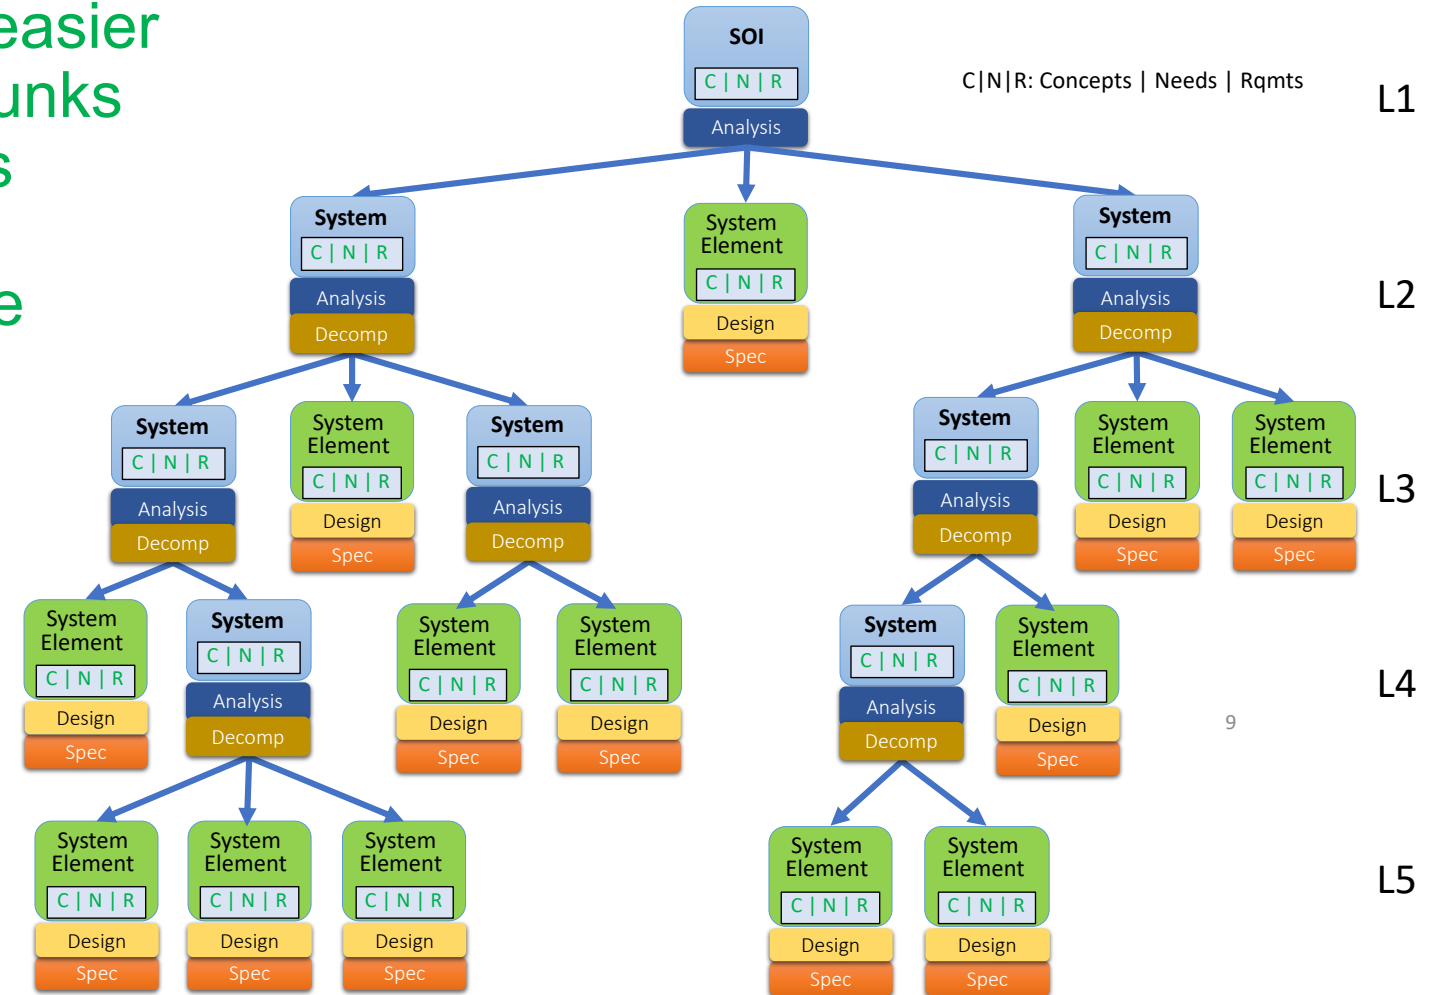 easier
unks
s
e
SOI
C | N | R
Analysis
C|N|R: Concepts | Needs | Rqmts
L1
System
C | N | R
Analysis
Decomp
System
Element
C | N | R
Design
Spec
System
C | N | R
Analysis
Decomp
L2
System
C | N | R
Analysis
Decomp
System
Element
C | N | R
Design
Spec
System
C | N | R
Analysis
Decomp
System
C | N | R
Analysis
Decomp
System
Element
C | N | R
Design
Spec
System
Element
C | N | R
Design
Spec
L3
System
Element
C | N | R
Design
Spec
System
C | N | R
Analysis
Decomp
System
Element
C | N | R
Design
Spec
System
Element
C | N | R
Design
Spec
System
C | N | R
Analysis
Decomp
System
Element
C | N | R
Design
Spec
9
L4
System
Element
C | N | R
Design
Spec
System
Element
C | N | R
Design
Spec
System
Element
C | N | R
Design
Spec
System
Element
C | N | R
Design
Spec
System
Element
C | N | R
Design
Spec
L5